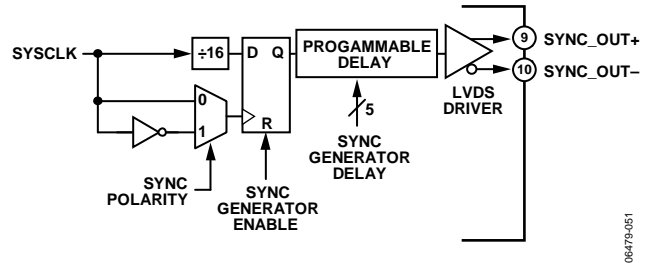 SYSCLK
÷16
D Q
R
0
1
PROGAMMABLE
DELAY
5
SYNC
GENERATOR
DELAY
LVDS
DRIVER
9
SYNC_OUT+
10
SYNC_OUT–
SYNC
POLARITY
SYNC
GENERATOR
ENABLE
06479-051